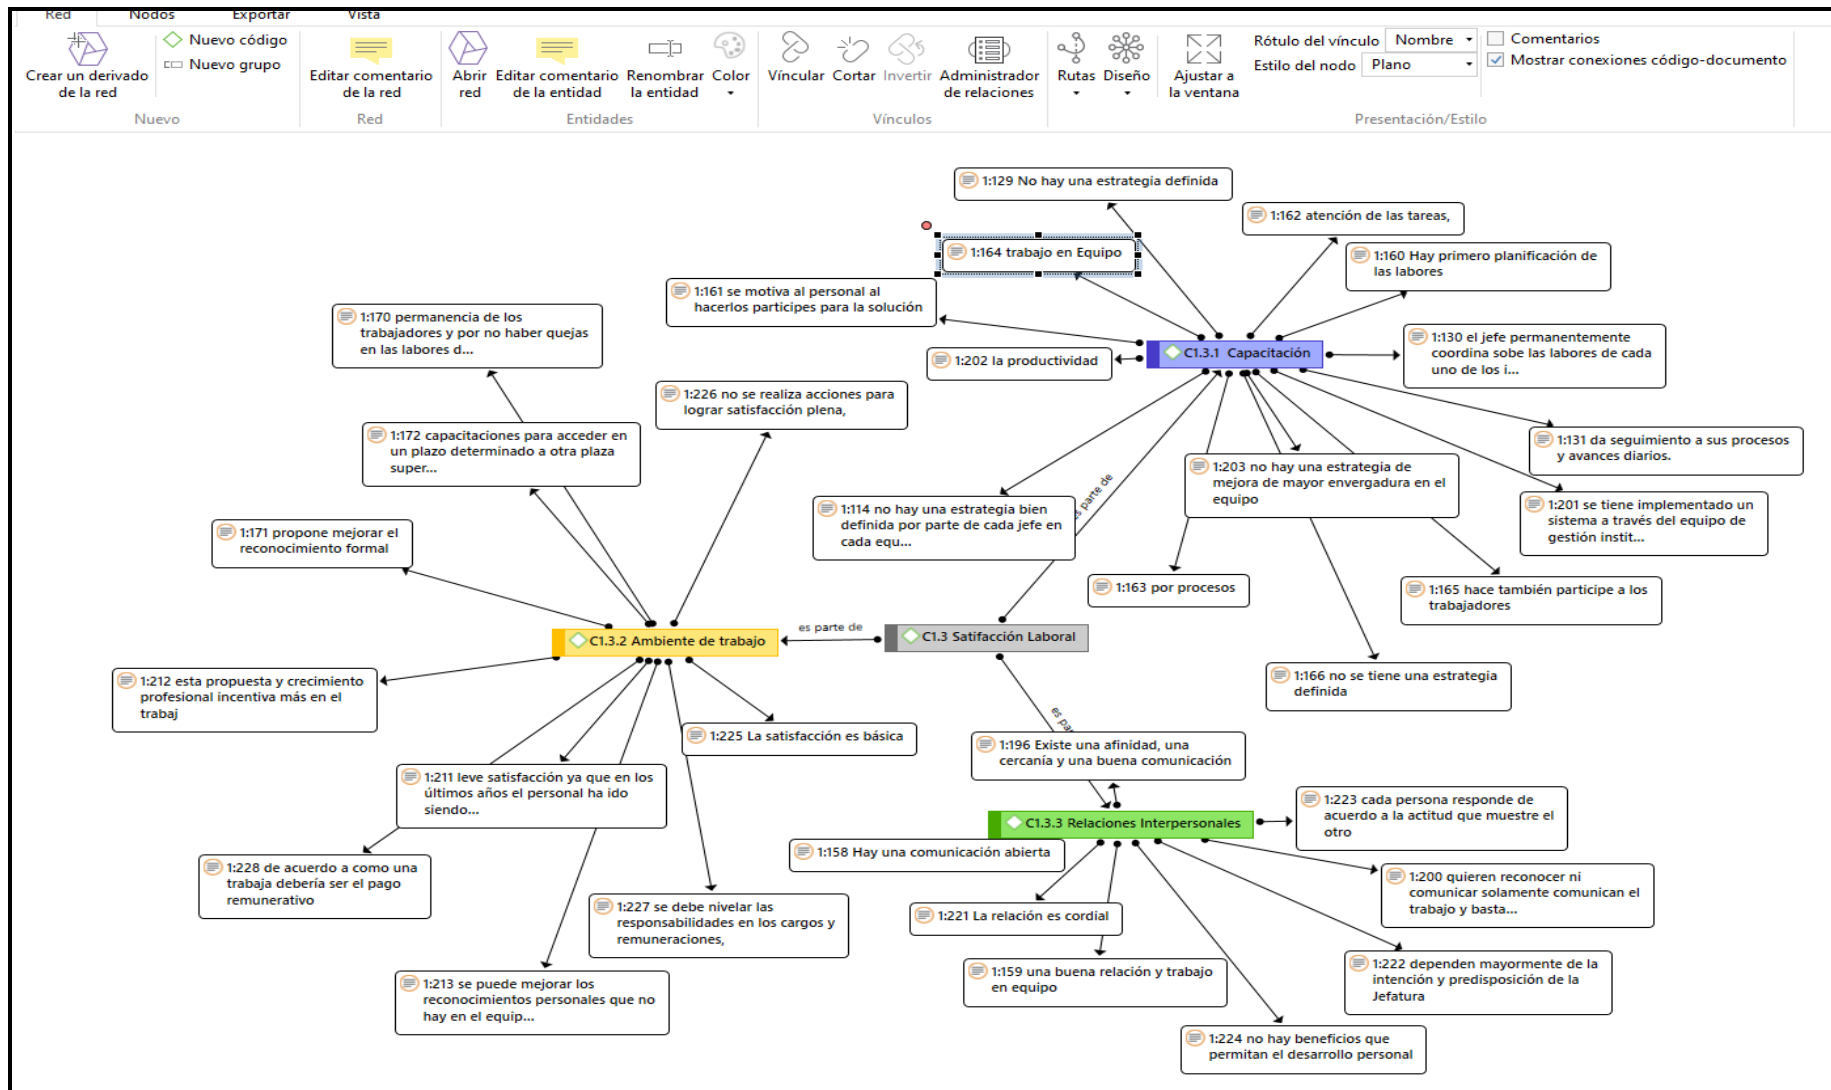 Red Nodos Exportar Vista
Crear un derivado
de la red
Nuevo código
Nuevo grupo
Nuevo
Editar comentario
de la red
Red
Abrir
red
Editar comentario
de la entidad
Renombrar
la entidad
Color
Entidades
Víncular
Cortar
Invertir
Administrador
de relaciones
Vínculos
Rutas
Diseño
Ajustar a
la ventana
Rótulo del vínculo Nombre
Estilo del nodo Plano
Comentarios
Mostrar conexiones código-documento
Presentación/Estilo
1:129 No hay una estrategia definida
1:162 atención de las tareas,
1:164 trabajo en Equipo
1:160 Hay primero planificación de
las labores
1:161 se motiva al personal al
hacerlos participes para la solución
1:170 permanencia de los
trabajadores y por no haber quejas
en las labores d...
1:202 la productividad
C1.3.1 Capacitación
1:130 el jefe permanentemente
coordina sobe las labores de cada
uno de los i...
1:226 no se realiza acciones para
lograr satisfacción plena,
1:172 capacitaciones para acceder en
un plazo determinado a otra plaza
super...
1:131 da seguimiento a sus procesos
y avances diarios.
1:203 no hay una estrategia de
mejora de mayor envergadura en el
equipo
es parte de
1:114 no hay una estrategia bien
definida por parte de cada jefe en
cada equ...
1:201 se tiene implementado un
sistema a través del equipo de
gestión instit...
1:171 propone mejorar el
reconocimiento formal
1:163 por procesos
1:165 hace también participe a los
trabajadores
C1.3.2 Ambiente de trabajo
es parte de
C1.3 Satifacción Laboral
1:166 no se tiene una estrategia
definida
1:212 esta propuesta y crecimiento
profesional incentiva más en el
trabaj
es par
1:225 La satisfacción es básica
1:196 Existe una afinidad, una
cercanía y una buena comunicación
1:211 leve satisfacción ya que en los
últimos años el personal ha ido
siendo...
C1.3.3 Relaciones Interpersonales
1:223 cada persona responde de
acuerdo a la actitud que muestre el
otro
1:158 Hay una comunicación abierta
1:228 de acuerdo a como una
trabaja debería ser el pago
remunerativo
1:200 quieren reconocer ni
comunicar solamente comunican el
trabajo y basta...
1:227 se debe nivelar las
responsabilidades en los cargos y
remuneraciones,
1:221 La relación es cordial
1:159 una buena relación y trabajo
en equipo
1:222 dependen mayormente de la
intención y predisposición de la
Jefatura
1:213 se puede mejorar los
reconocimientos personales que no
hay en el equip...
1:224 no hay beneficios que
permitan el desarrollo personal